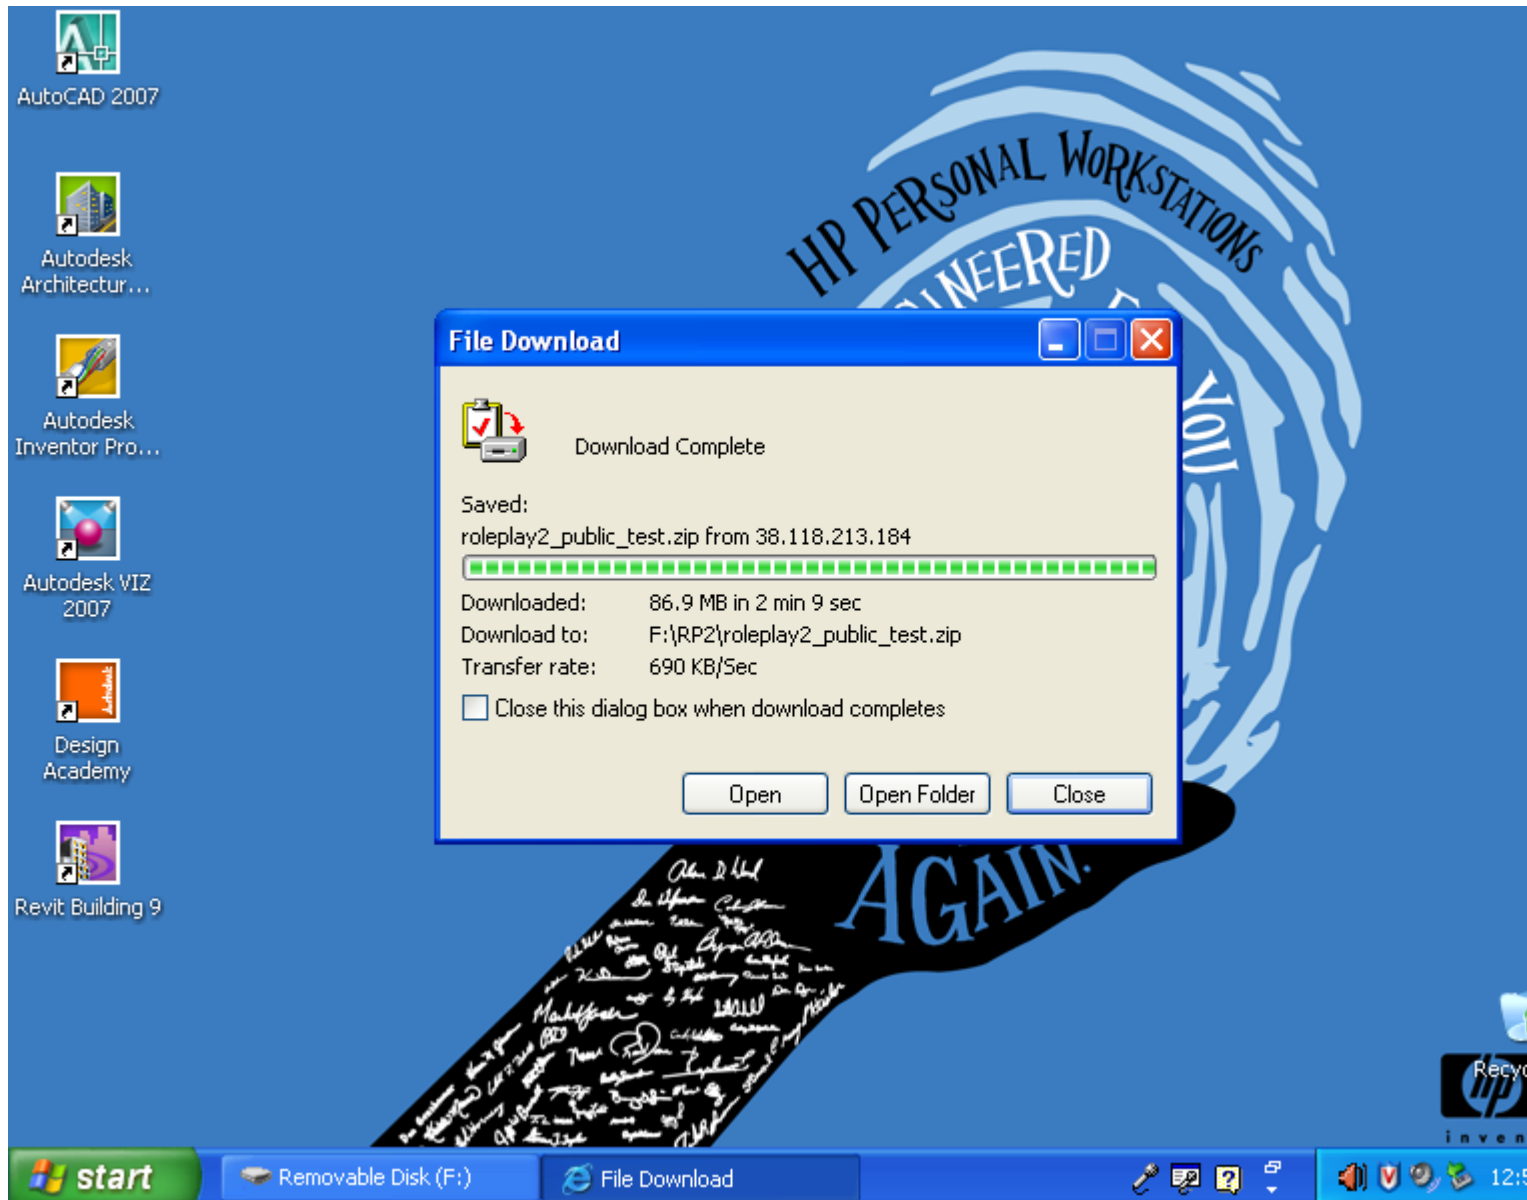 AutoCAD 2007
Autodesk
Architectur...
Autodesk
Inventor Pro...
Autodesk VIZ
2007
Autodesk
Design
Academy
Revit Building 9
HP PERSONAL WORKSTATIONS
YOU
AGAIN.
File Download
Download Complete
Saved:
roleplay2_public_test.zip from 38.118.213.184
Downloaded: 86.9 MB in 2 min 9 sec
Download to: F:\RP2\roleplay2_public_test.zip
Transfer rate: 690 KB/Sec
Close this dialog box when download completes
Open Open Folder Close
hp
start
Removable Disk (F:)
File Download